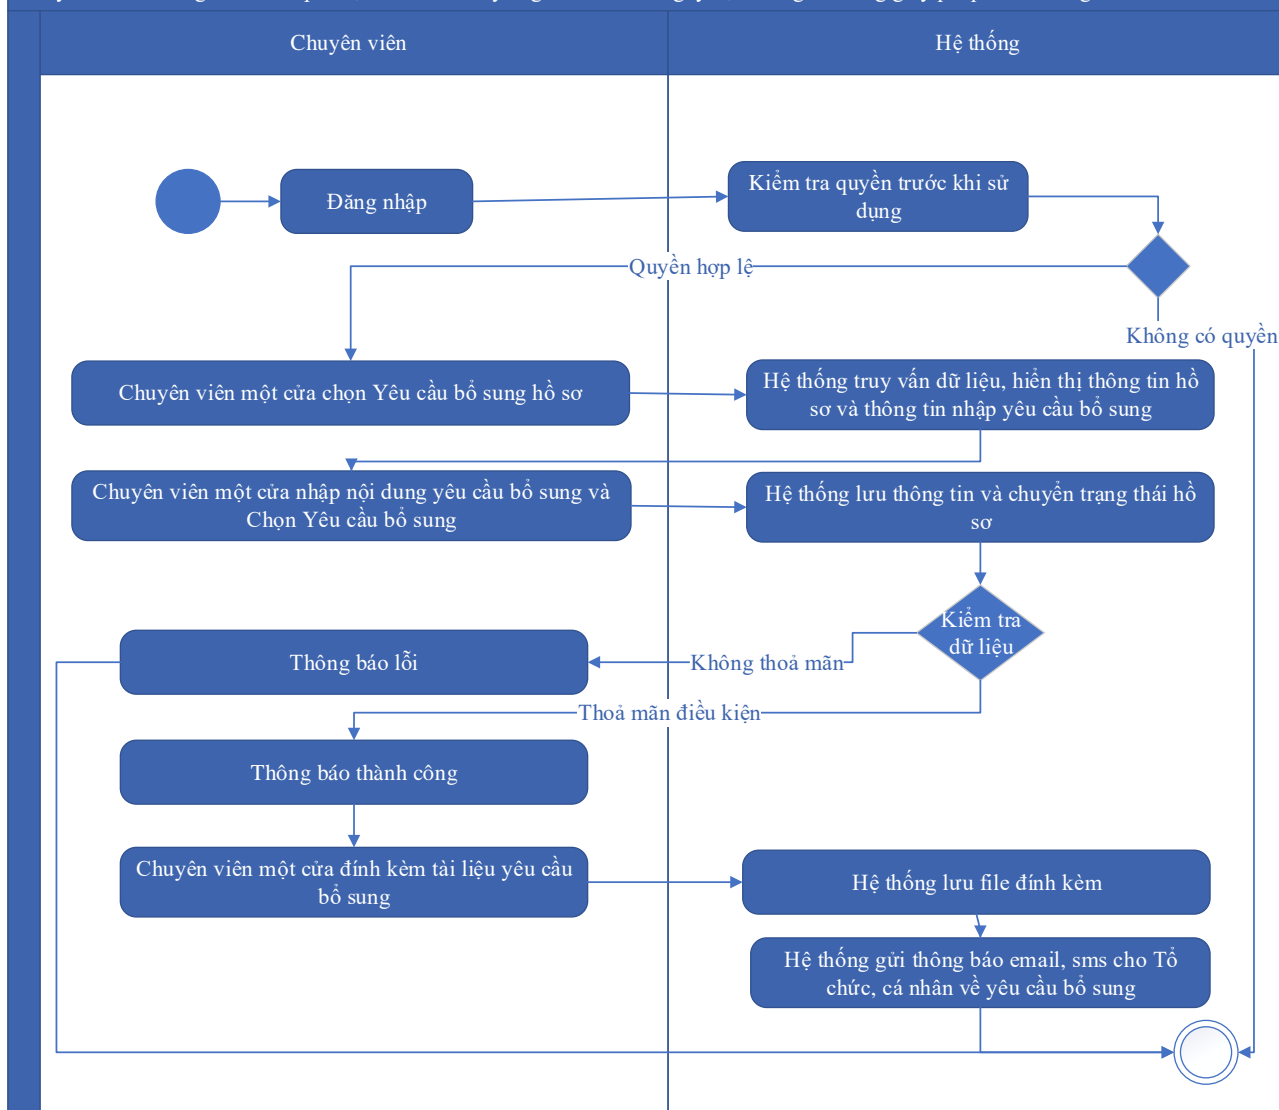 Chuyên viên
Hệ thống
Đăng nhập
Kiểm tra quyền trước khi sử
dụng
Quyền hợp lệ
Không có quyền
Chuyên viên một cửa chọn Yêu cầu bổ sung hồ sơ
Hệ thống truy vấn dữ liệu, hiển thị thông tin hồ
sơ và thông tin nhập yêu cầu bổ sung
Chuyên viên một cửa nhập nội dung yêu cầu bổ sung và
Chọn Yêu cầu bổ sung
Hệ thống lưu thông tin và chuyển trạng thái hồ
sơ
Kiểm tra
dữ liệu
Thông báo lỗi
Không thoả mãn
Thoả mãn điều kiện
Thông báo thành công
Chuyên viên một cửa đính kèm tài liệu yêu cầu
bổ sung
Hệ thống lưu file đính kèm
Hệ thống gửi thông báo email, sms cho Tổ
chức, cá nhân về yêu cầu bổ sung